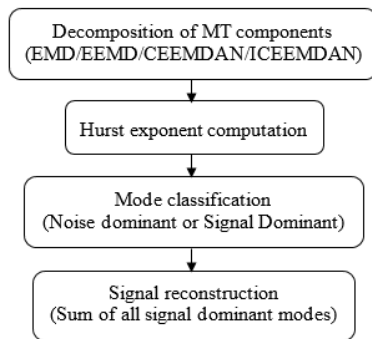 Decomposition of MT components
(EMD/EEMD/CEEMDAN/ICEEMDAN)
Hurst exponent computation
Mode classification
(Noise dominant or Signal Dominant)
Signal reconstruction
(Sum of all signal dominant modes)